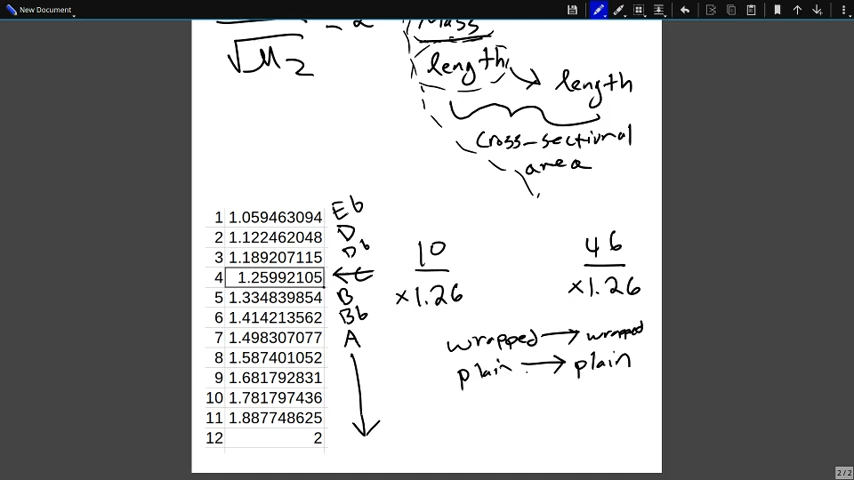 New Document
= α
Mass
√μ2
length → length
cross-sectional
area
1 1.059463094 Eb
2 1.122462048 D
3 1.189207115 Db
4 1.25992105 ← C
5 1.334839854 B
6 1.414213562 Bb
7 1.498307077 A
8 1.587401052
9 1.681792831
10 1.781797436
11 1.887748625
12 2
10
×1.26
46
×1.26
wrapped → wrapped
plain → plain
2/2